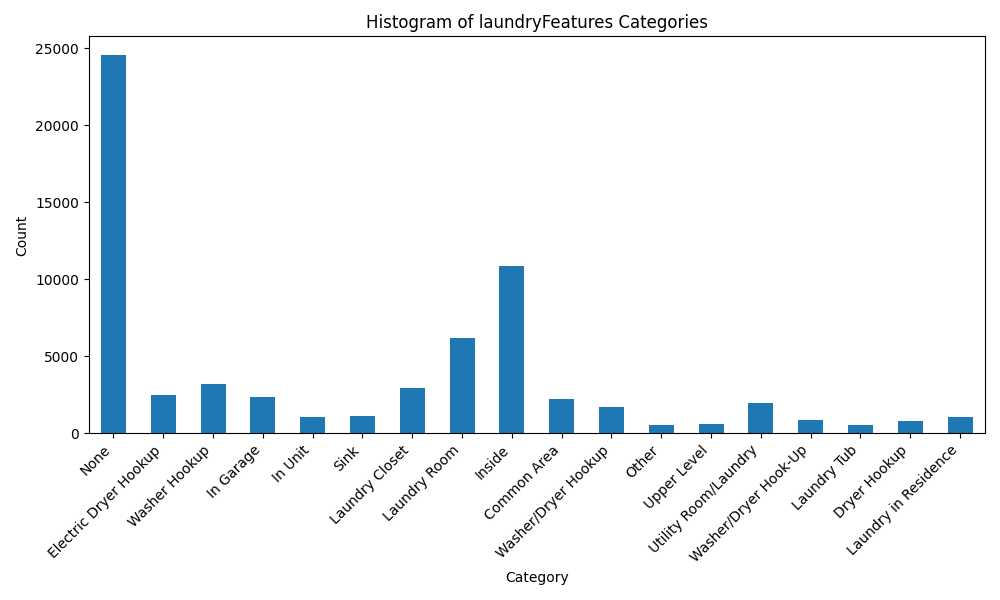 Histogram of laundryFeatures Categories
25000
20000
15000
10000
5000
0
Count
None
Electric Dryer Hookup
Washer Hookup
In Garage
In Unit
Sink
Laundry Closet
Laundry Room
Inside
Common Area
Washer/Dryer Hookup
Other
Upper Level
Utility Room/Laundry
Washer/Dryer Hook-Up
Laundry Tub
Dryer Hookup
Laundry in Residence
Category